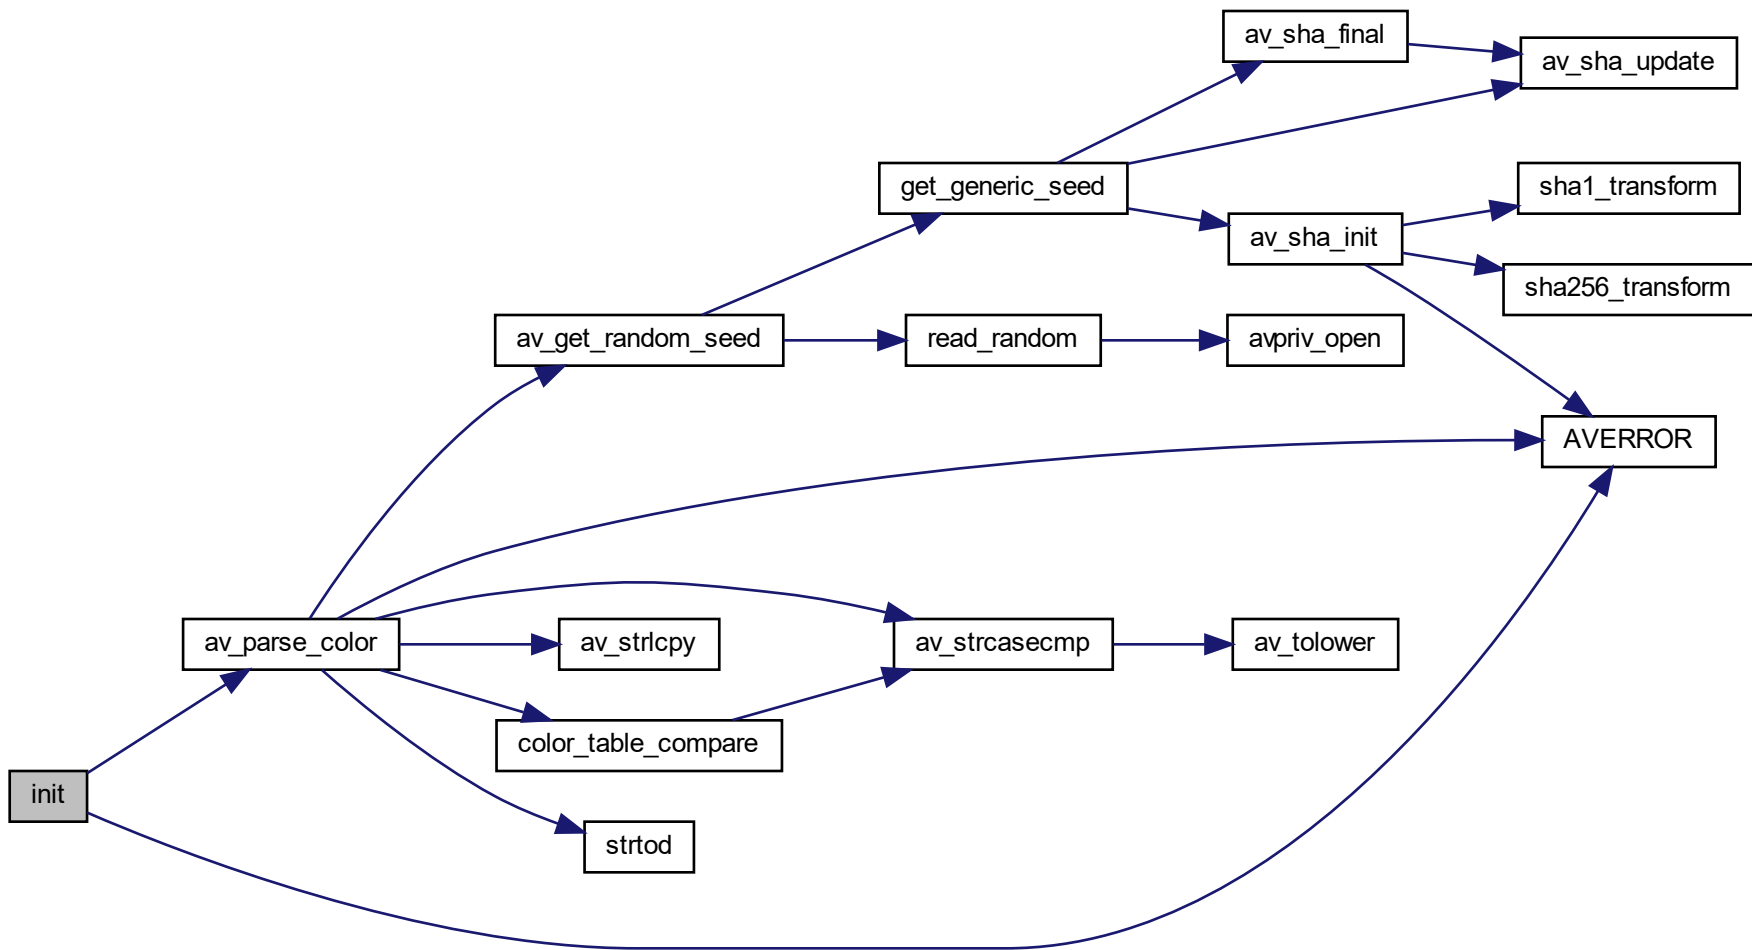 av_sha_final
av_sha_update
get_generic_seed
sha1_transform
av_sha_init
sha256_transform
av_get_random_seed
read_random
avpriv_open
AVERROR
av_parse_color
av_strlcpy
av_strcasecmp
av_tolower
color_table_compare
init
strtod